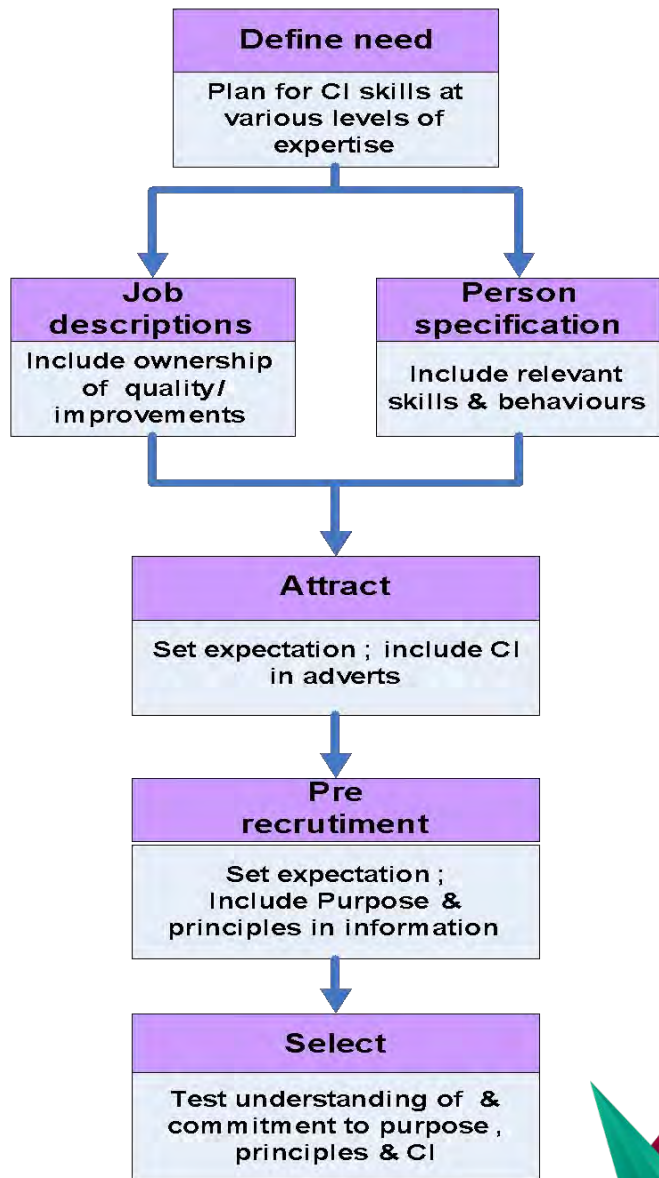 Define need
Plan for CI skills at
various levels of
expertise
Job
descriptions
Include ownership
of quality/
improvements
Person
specification
Include relevant
skills & behaviours
Attract
Set expectation ; include CI
in adverts
Pre
recrutiment
Set expectation ;
Include Purpose &
principles in information
Select
Test understanding of &
commitment to purpose ,
principles & CI